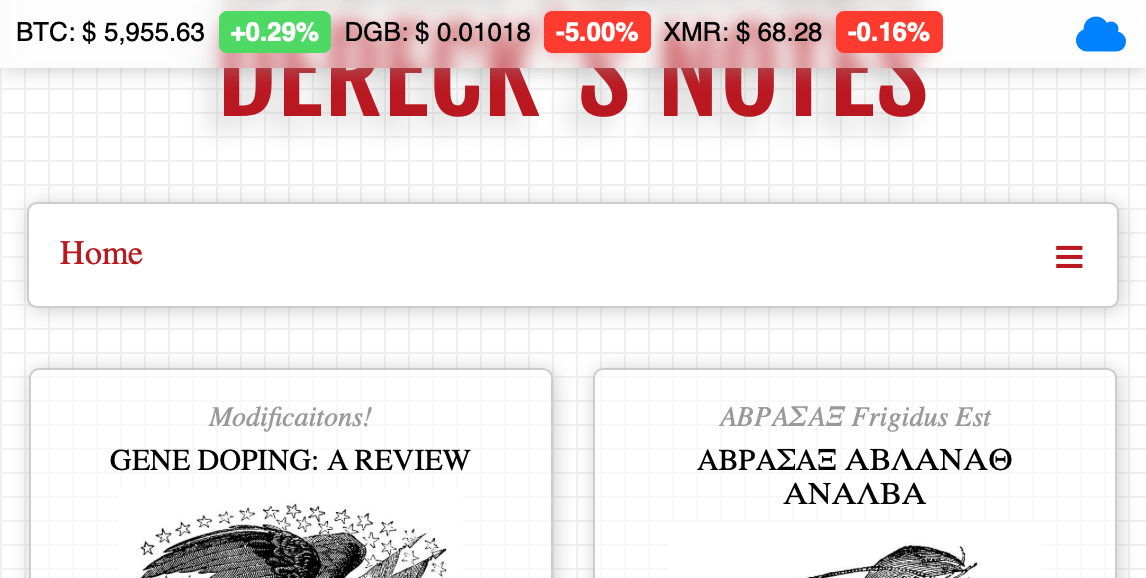 BTC: $ 5,955.63 +0.29% DGB: $ 0.01018 -5.00% XMR: $ 68.28 -0.16%
DERECK'S NOTES
Home
Modificaitons!
GENE DOPING: A REVIEW
ΑΒΡΑΣΑΞ Frigidus Est
ΑΒΡΑΣΑΞ ΑΒΛΑΝΑΘ
ΑΝΑΛΒΑ